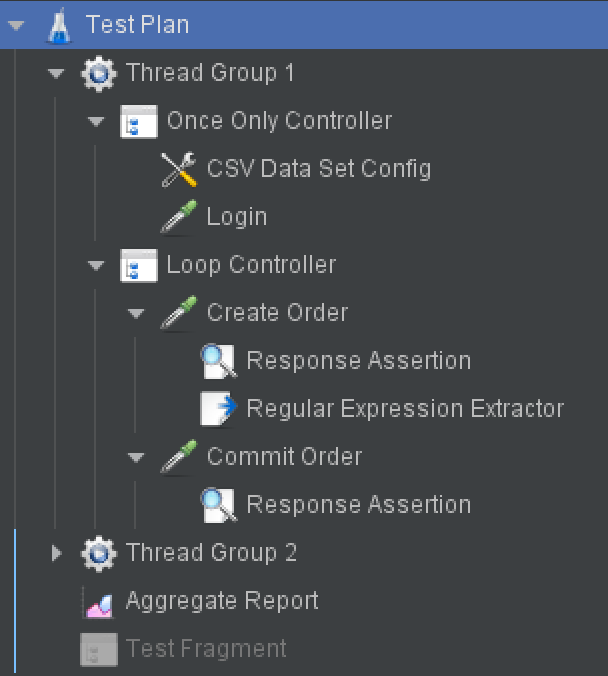 Test Plan
Thread Group 1
Once Only Controller
CSV Data Set Config
Login
Loop Controller
Create Order
Response Assertion
Regular Expression Extractor
Commit Order
Response Assertion
Thread Group 2
Aggregate Report
Test Fragment